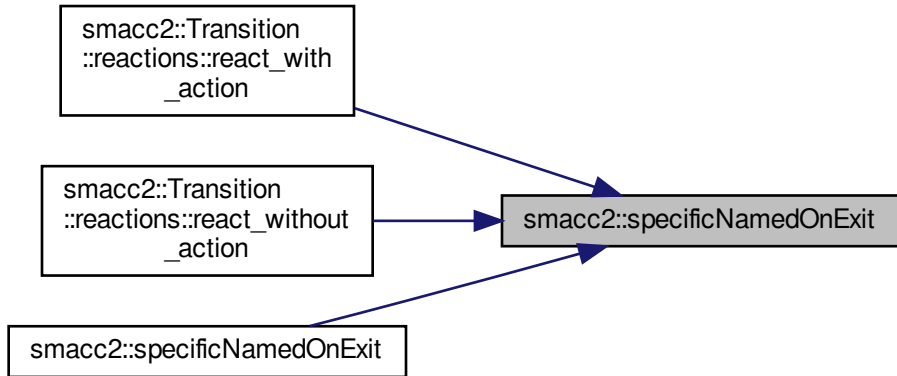 smacc2::Transition
::reactions::react_with
_action
smacc2::Transition
::reactions::react_without
_action
smacc2::specificNamedOnExit
smacc2::specificNamedOnExit